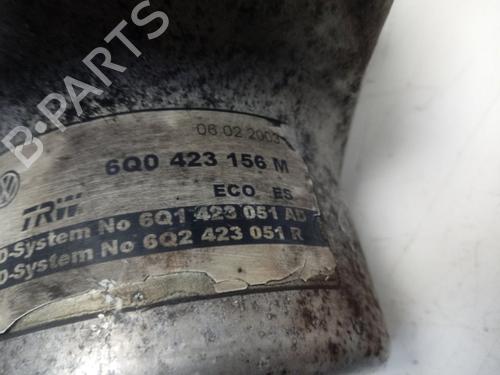 B-PARTS
06.02.2003
6Q0 423 156 M
ECO ES
TRW
D-System No 6Q1 423 051 AD
D-System No 6Q2 423 051 R